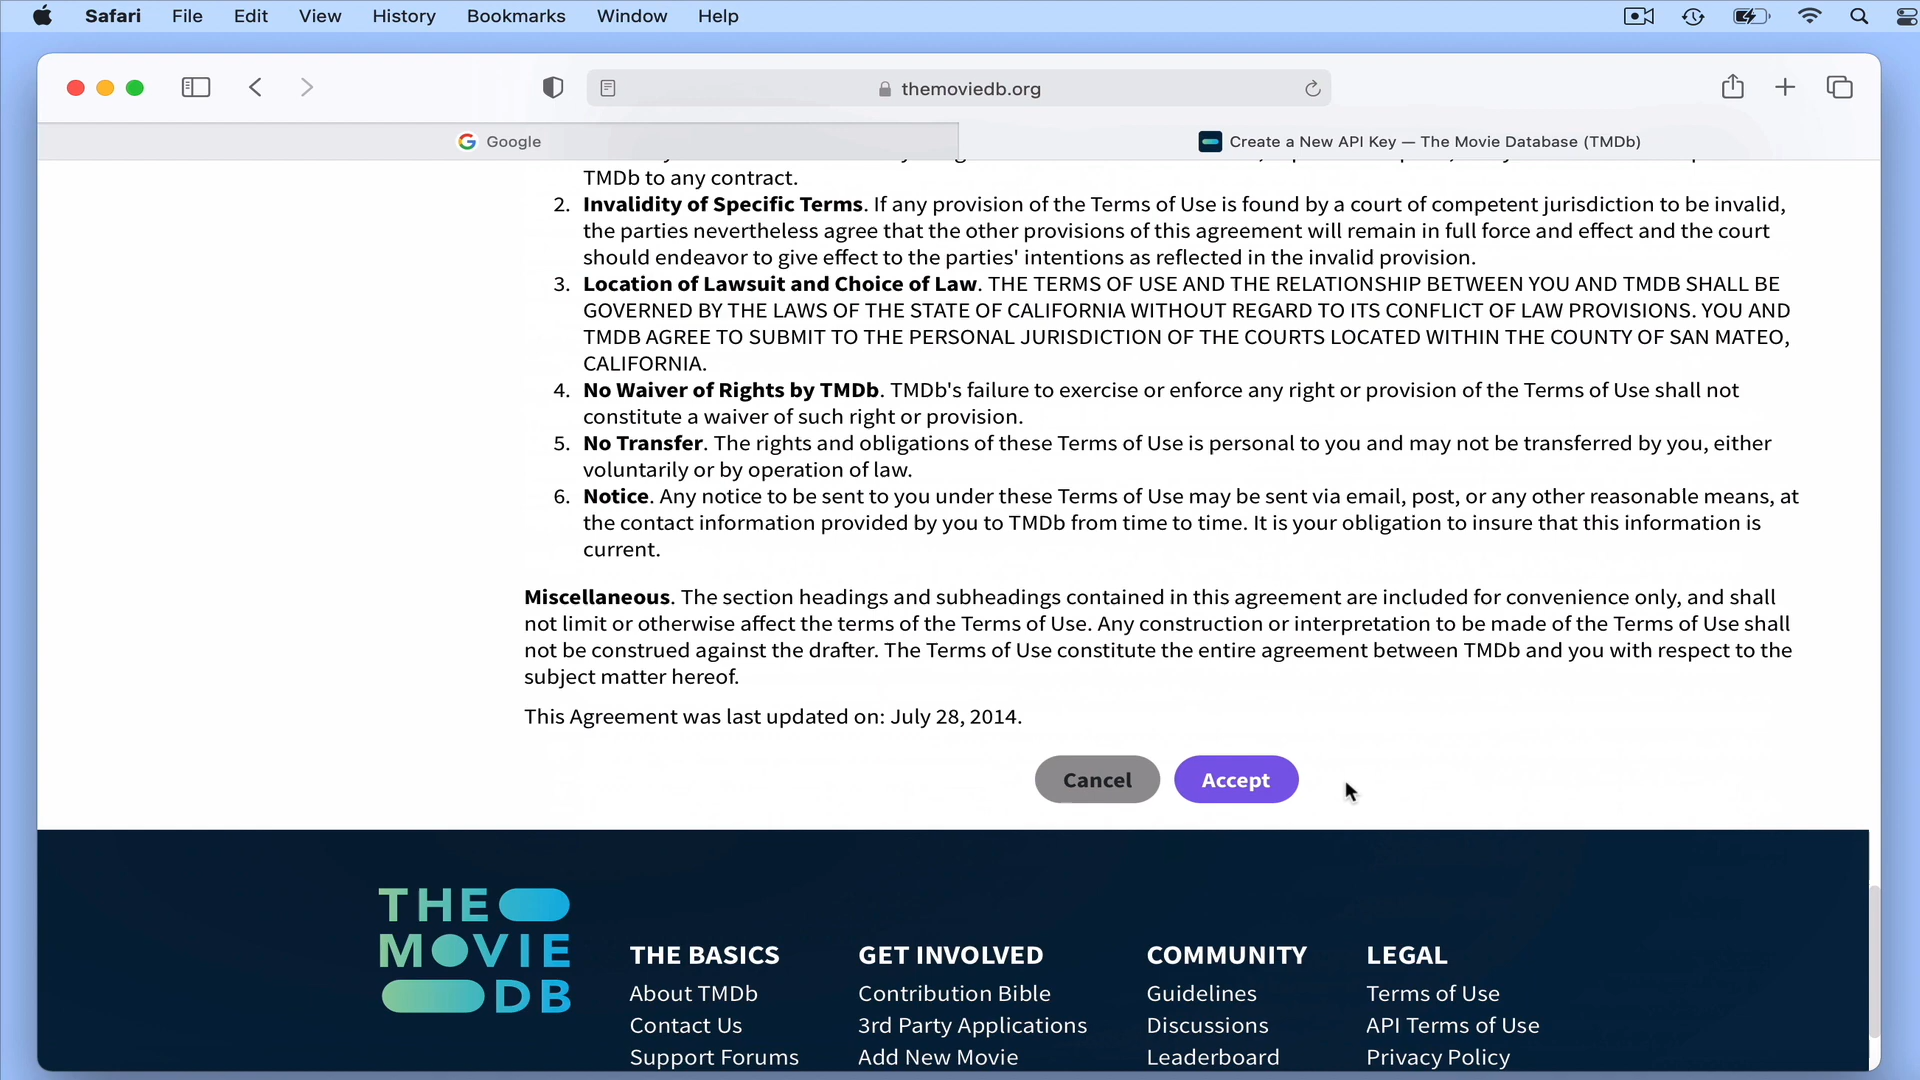 Safari File Edit View History Bookmarks Window Help
themoviedb.org
Google
Create a New API Key — The Movie Database (TMDb)
TMDb to any contract.
2. Invalidity of Specific Terms. If any provision of the Terms of Use is found by a court of competent jurisdiction to be invalid,
the parties nevertheless agree that the other provisions of this agreement will remain in full force and effect and the court
should endeavor to give effect to the parties' intentions as reflected in the invalid provision.
3. Location of Lawsuit and Choice of Law. THE TERMS OF USE AND THE RELATIONSHIP BETWEEN YOU AND TMDB SHALL BE
GOVERNED BY THE LAWS OF THE STATE OF CALIFORNIA WITHOUT REGARD TO ITS CONFLICT OF LAW PROVISIONS. YOU AND
TMDB AGREE TO SUBMIT TO THE PERSONAL JURISDICTION OF THE COURTS LOCATED WITHIN THE COUNTY OF SAN MATEO,
CALIFORNIA.
4. No Waiver of Rights by TMDb. TMDb's failure to exercise or enforce any right or provision of the Terms of Use shall not
constitute a waiver of such right or provision.
5. No Transfer. The rights and obligations of these Terms of Use is personal to you and may not be transferred by you, either
voluntarily or by operation of law.
6. Notice. Any notice to be sent to you under these Terms of Use may be sent via email, post, or any other reasonable means, at
the contact information provided by you to TMDb from time to time. It is your obligation to insure that this information is
current.
Miscellaneous. The section headings and subheadings contained in this agreement are included for convenience only, and shall
not limit or otherwise affect the terms of the Terms of Use. Any construction or interpretation to be made of the Terms of Use shall
not be construed against the drafter. The Terms of Use constitute the entire agreement between TMDb and you with respect to the
subject matter hereof.
This Agreement was last updated on: July 28, 2014.
Cancel Accept
THE
MOVIE
DB
THE BASICS
About TMDb
Contact Us
Support Forums
GET INVOLVED
Contribution Bible
3rd Party Applications
Add New Movie
COMMUNITY
Guidelines
Discussions
Leaderboard
LEGAL
Terms of Use
API Terms of Use
Privacy Policy